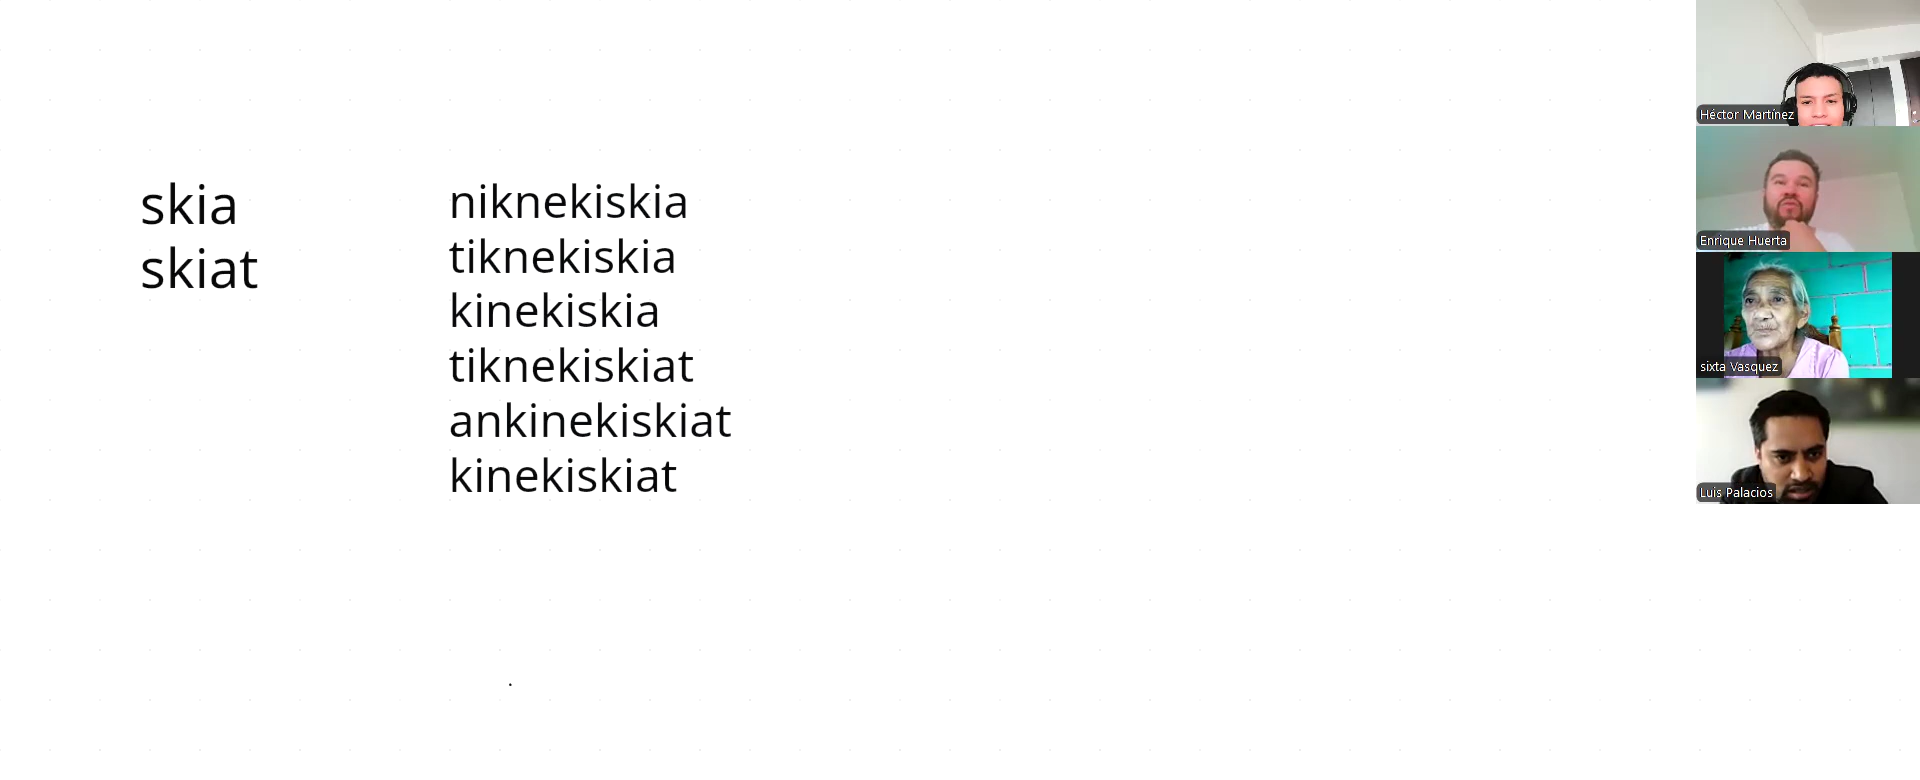 skia
skiat
niknekiskia
tiknekiskia
kinekiskia
tiknekiskiat
ankinekiskiat
kinekiskiat
Héctor Martínez
Enrique Huerta
sixta Vasquez
Luis Palacios